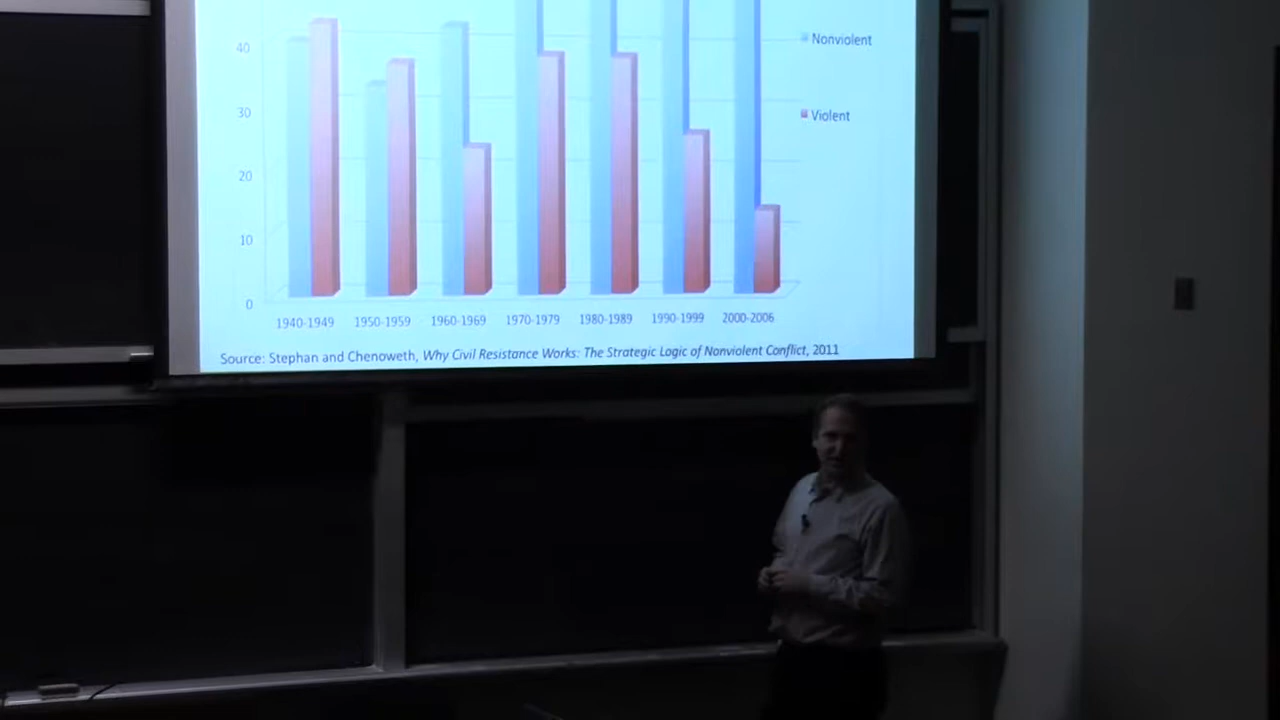 40
Nonviolent
30
Violent
20
10
0
1940-1949 1950-1959 1960-1969 1970-1979 1980-1989 1990-1999 2000-2006
Source: Stephan and Chenoweth, Why Civil Resistance Works: The Strategic Logic of Nonviolent Conflict, 2011